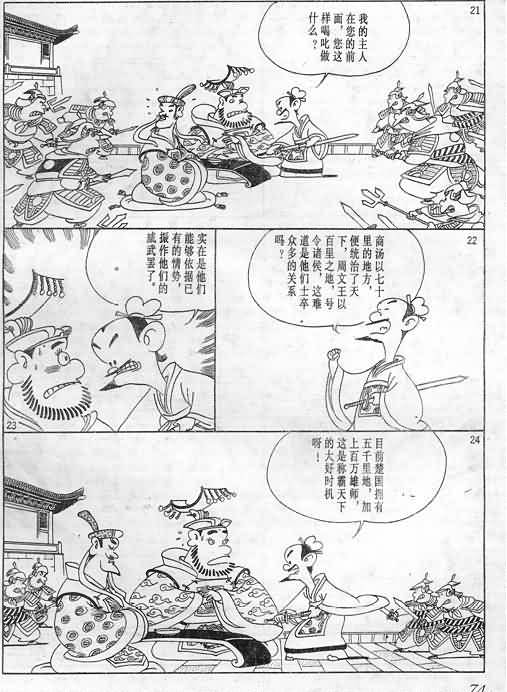 21
我的主人
在您的前
面，您这
样喝叱做
什么？
22
商汤以七十
里的地方，
便统治了天
下，周文王以
百里之地，号
令诸侯，这难
道是他们士卒
众多的关系
吗？
23
实在是他们
能够依据已
有的情势，
振作他们的
威武罢了。
24
目前楚国拥有
五千里地，加
上百万雄师，
这是称霸天下
的大好时机
呀！
74